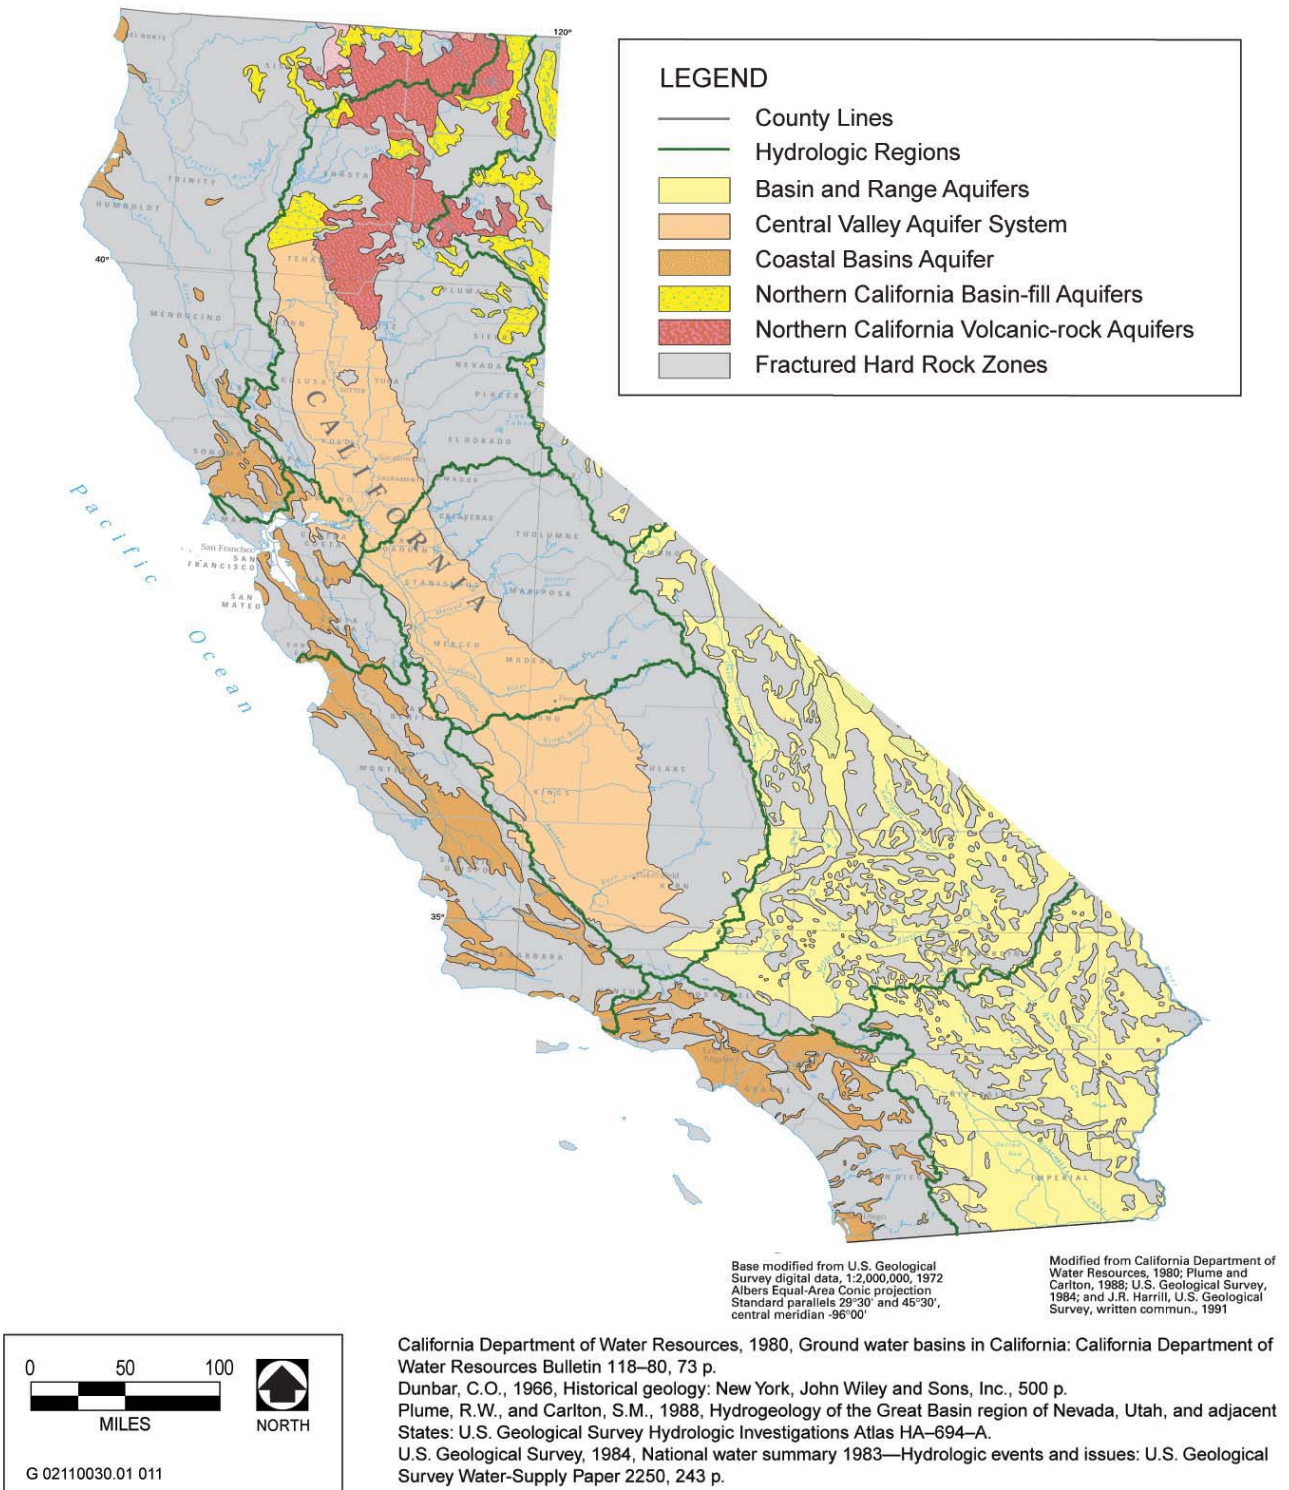 120°
LEGEND
County Lines
Hydrologic Regions
Basin and Range Aquifers
Central Valley Aquifer System
Coastal Basins Aquifer
Northern California Basin-fill Aquifers
Northern California Volcanic-rock Aquifers
Fractured Hard Rock Zones
SHASTA
TRINITY
HUMBOLDT
40°
PLUMAS
MENDOCINO
NEVADA
COLUSA
SUTTER
PLACER
EL DORADO
CALIFORNIA
SACRAMENTO
AMADOR
CALAVERAS
TUOLUMNE
MONO
Pacific Ocean
San Francisco
SAN
FRANCISCO
SAN
MATEO
STANISLAUS
MARIPOSA
MERCED
MADERA
MONTEREY
KINGS
TULARE
Bakersfield
KERN
35°
RIVERSIDE
IMPERIAL
ORANGE
Base modified from U.S. Geological
Survey digital data, 1:2,000,000, 1972
Albers Equal-Area Conic projection
Standard parallels 29°30' and 45°30',
central meridian -96°00'
Modified from California Department of
Water Resources, 1980; Plume and
Carlton, 1988; U.S. Geological Survey,
1984; and J.R. Harrill, U.S. Geological
Survey, written commun., 1991
0 50 100
MILES
NORTH
G 02110030.01 011
California Department of Water Resources, 1980, Ground water basins in California: California Department of
Water Resources Bulletin 118–80, 73 p.
Dunbar, C.O., 1966, Historical geology: New York, John Wiley and Sons, Inc., 500 p.
Plume, R.W., and Carlton, S.M., 1988, Hydrogeology of the Great Basin region of Nevada, Utah, and adjacent
States: U.S. Geological Survey Hydrologic Investigations Atlas HA–694–A.
U.S. Geological Survey, 1984, National water summary 1983—Hydrologic events and issues: U.S. Geological
Survey Water-Supply Paper 2250, 243 p.